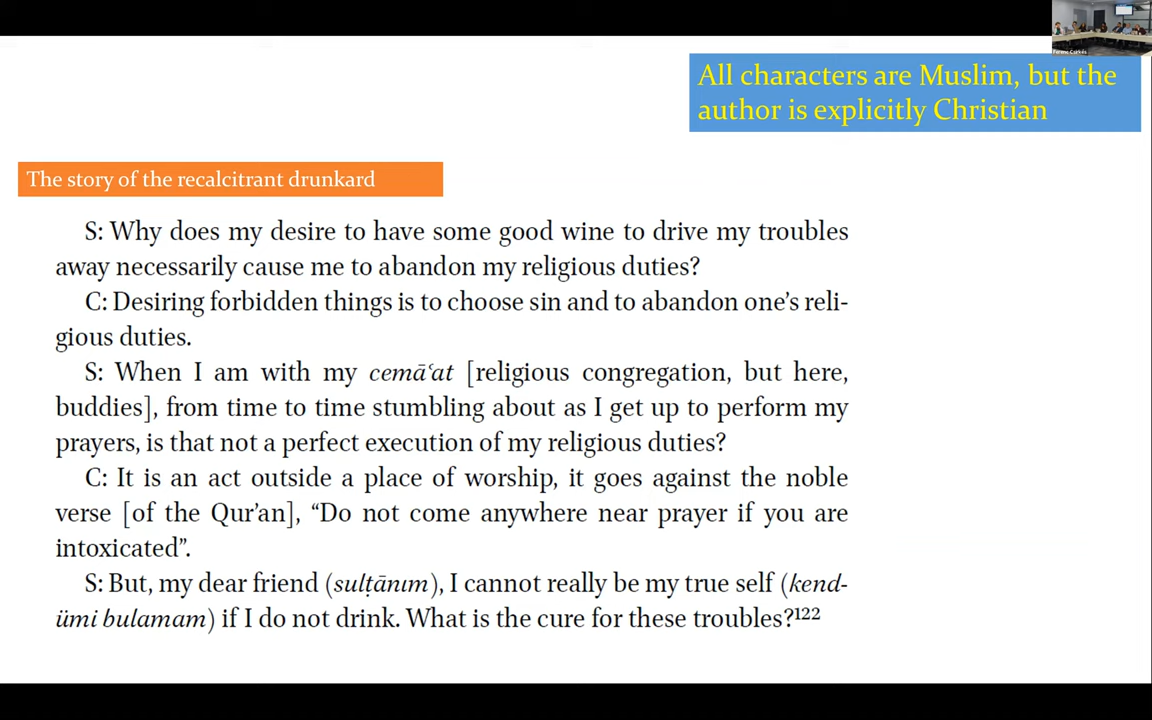 All characters are Muslim, but the
author is explicitly Christian
The story of the recalcitrant drunkard
S: Why does my desire to have some good wine to drive my troubles
away necessarily cause me to abandon my religious duties?
C: Desiring forbidden things is to choose sin and to abandon one’s reli-
gious duties.
S: When I am with my cemāʿat [religious congregation, but here,
buddies], from time to time stumbling about as I get up to perform my
prayers, is that not a perfect execution of my religious duties?
C: It is an act outside a place of worship, it goes against the noble
verse [of the Qur’an], “Do not come anywhere near prayer if you are
intoxicated”.
S: But, my dear friend (sulṭānım), I cannot really be my true self (kend-
ümi bulamam) if I do not drink. What is the cure for these troubles?122